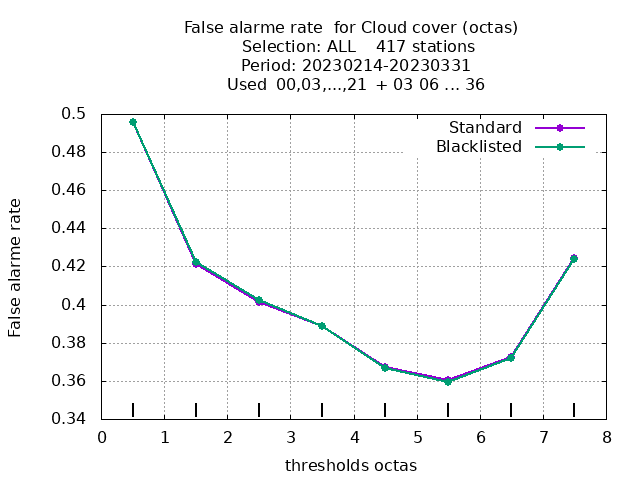 False alarme rate for Cloud cover (octas)
Selection: ALL 417 stations
Period: 20230214-20230331
Used 00,03,...,21 + 03 06 ... 36
Standard
Blacklisted
False alarme rate
0.5
0.48
0.46
0.44
0.42
0.4
0.38
0.36
0.34
0 1 2 3 4 5 6 7 8
thresholds octas